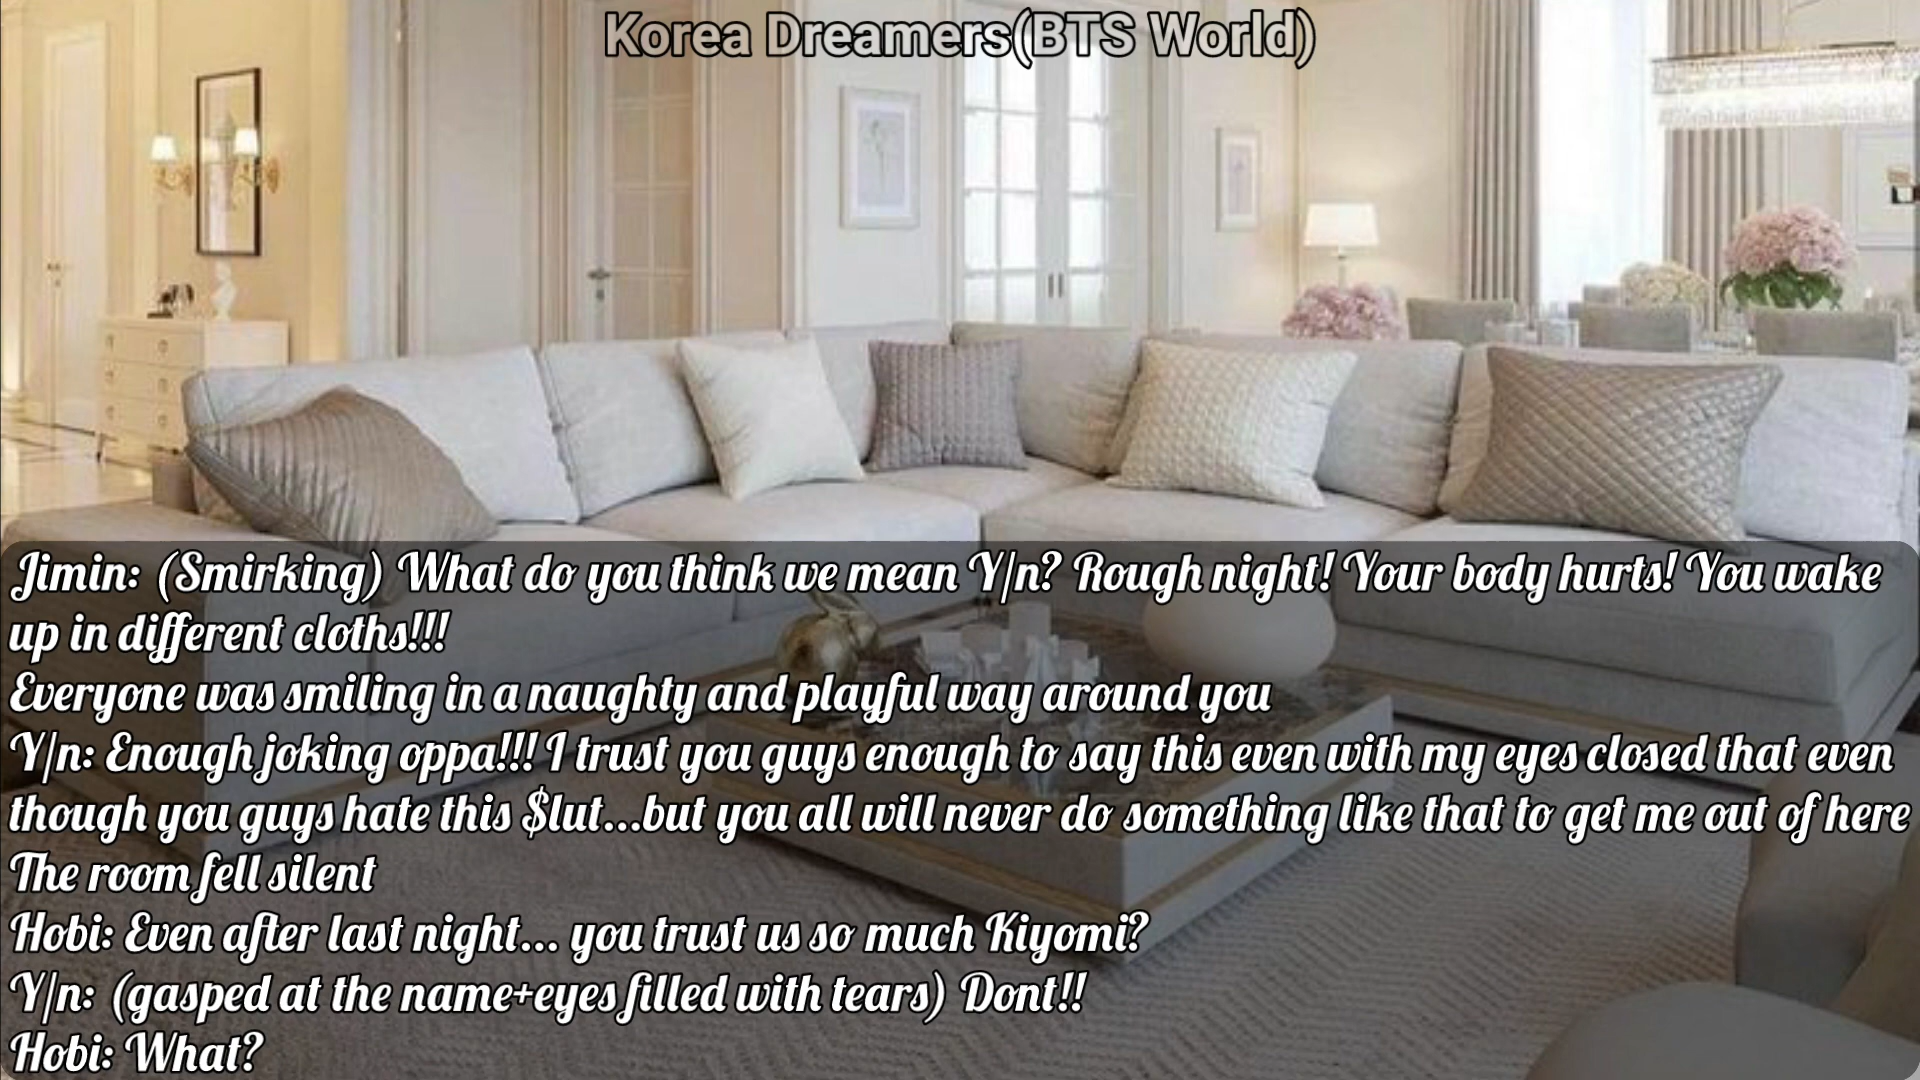 Korea Dreamers(BTS World)
Jimin: (Smirking) What do you think we mean Y/n? Rough night! Your body hurts! You wake
up in different cloths!!!
Everyone was smiling in a naughty and playful way around you
Y/n: Enough joking oppa!!! I trust you guys enough to say this even with my eyes closed that even
though you guys hate this $lut...but you all will never do something like that to get me out of here
The room fell silent
Hobi: Even after last night... you trust us so much Kiyomi?
Y/n: (gasped at the name+eyes filled with tears) Dont!!
Hobi: What?